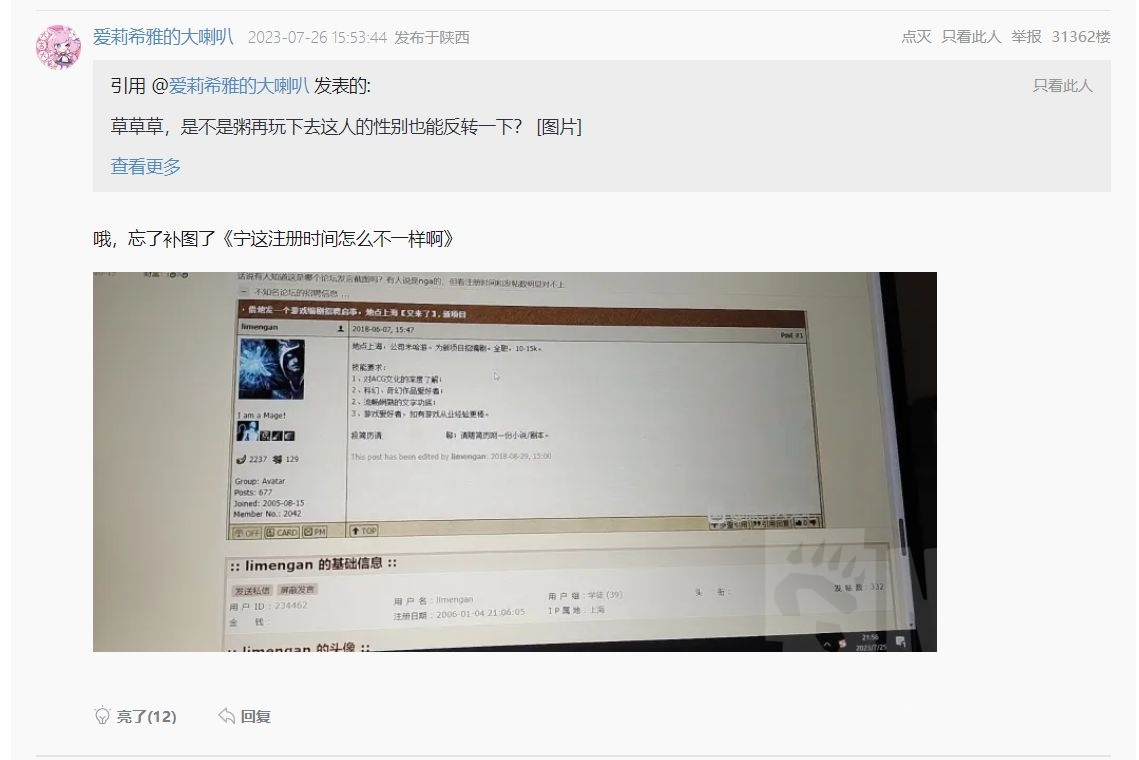 爱莉希雅的大喇叭 2023-07-26 15:53:44 发布于陕西 点灭 只看此人 举报 31362楼
引用 @爱莉希雅的大喇叭 发表的: 只看此人
草草草，是不是粥再玩下去这人的性别也能反转一下？ [图片]
查看更多
哦，忘了补图了《宁这注册时间怎么不一样啊》
话说有人知道这是哪个论坛发言截图吗？有人说是nga的，但看注册时间和发帖数明显对不上
不知名论坛的招聘信息 ...
· 借地发一个游戏编剧招聘启事，地点上海【又来了】, 新项目
limengan 2018-06-07, 15:47 Post #1
地点上海，公司米哈游。为新项目招编剧。全职，10-15k。
技能要求：
1、对ACG文化的深度了解；
2、科幻、奇幻作品爱好者；
2、流畅娴熟的文字功底；
3、游戏爱好者，如有游戏从业经验更棒。
I am a Mage!
投简历请 聊：请随简历附一份小说/剧本。
2237 129
This post has been edited by limengan: 2018-08-29, 15:00
Group: Avatar
Posts: 677
Joined: 2005-08-15
Member No.: 2042
OFF CARD PM TOP
多重引用 引用回复
:: limengan 的基础信息 ::
发送私信 屏蔽发言
用 户 ID : 234462 用 户 名 : limengan 用 户 组 : 学徒 (39) 头 衔 : 发 帖 数 : 332
金 钱 : 注册日期 : 2006-01-04 21:06:05 I P 属 地 : 上海
:: limengan 的头像 ::
21:56
2023/7/25
亮了(12) 回复